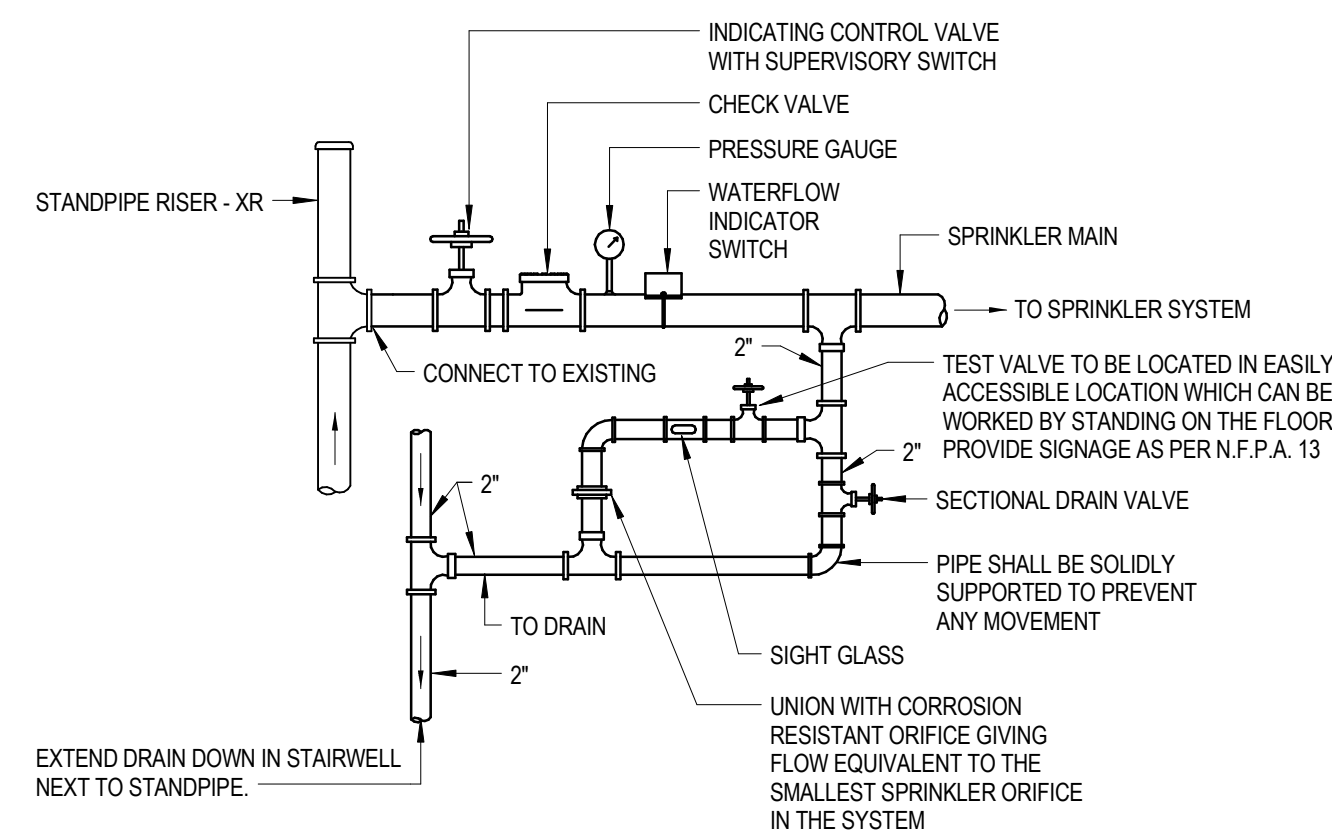 INDICATING CONTROL VALVE
WITH SUPERVISORY SWITCH
CHECK VALVE
PRESSURE GAUGE
STANDPIPE RISER - XR
WATERFLOW
INDICATOR
SWITCH
SPRINKLER MAIN
TO SPRINKLER SYSTEM
2"
CONNECT TO EXISTING
TEST VALVE TO BE LOCATED IN EASILY
ACCESSIBLE LOCATION WHICH CAN BE
WORKED BY STANDING ON THE FLOOR
PROVIDE SIGNAGE AS PER N.F.P.A. 13
2"
2"
SECTIONAL DRAIN VALVE
PIPE SHALL BE SOLIDLY
SUPPORTED TO PREVENT
ANY MOVEMENT
TO DRAIN
SIGHT GLASS
2"
UNION WITH CORROSION
RESISTANT ORIFICE GIVING
FLOW EQUIVALENT TO THE
SMALLEST SPRINKLER ORIFICE
IN THE SYSTEM
EXTEND DRAIN DOWN IN STAIRWELL
NEXT TO STANDPIPE.